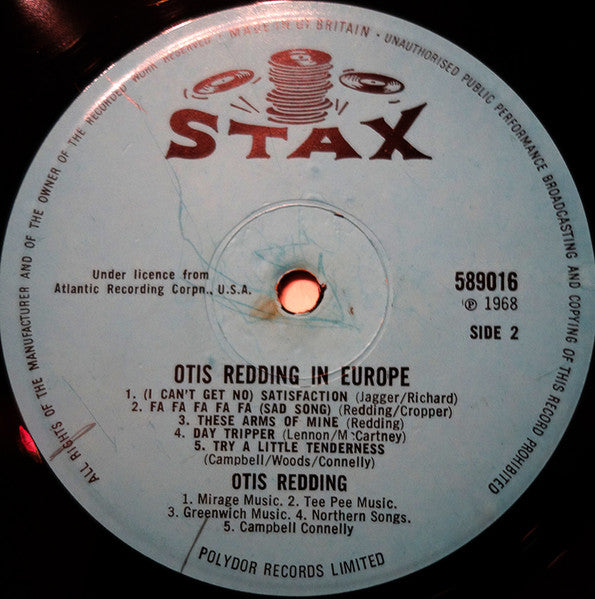 ALL RIGHTS OF THE MANUFACTURER AND OF THE OWNER OF THE RECORDED WORK RESERVED · MADE IN GT BRITAIN · UNAUTHORISED PUBLIC PERFORMANCE BROADCASTING AND COPYING OF THIS RECORD PROHIBITED
STAX
Under licence from
Atlantic Recording Corpn., U.S.A.
589016
℗ 1968
SIDE 2
OTIS REDDING IN EUROPE
1. (I CAN'T GET NO) SATISFACTION (Jagger/Richard)
2. FA FA FA FA FA (SAD SONG) (Redding/Cropper)
3. THESE ARMS OF MINE (Redding)
4. DAY TRIPPER (Lennon/McCartney)
5. TRY A LITTLE TENDERNESS
(Campbell/Woods/Connelly)
OTIS REDDING
1. Mirage Music. 2. Tee Pee Music.
3. Greenwich Music. 4. Northern Songs.
5. Campbell Connelly
POLYDOR RECORDS LIMITED